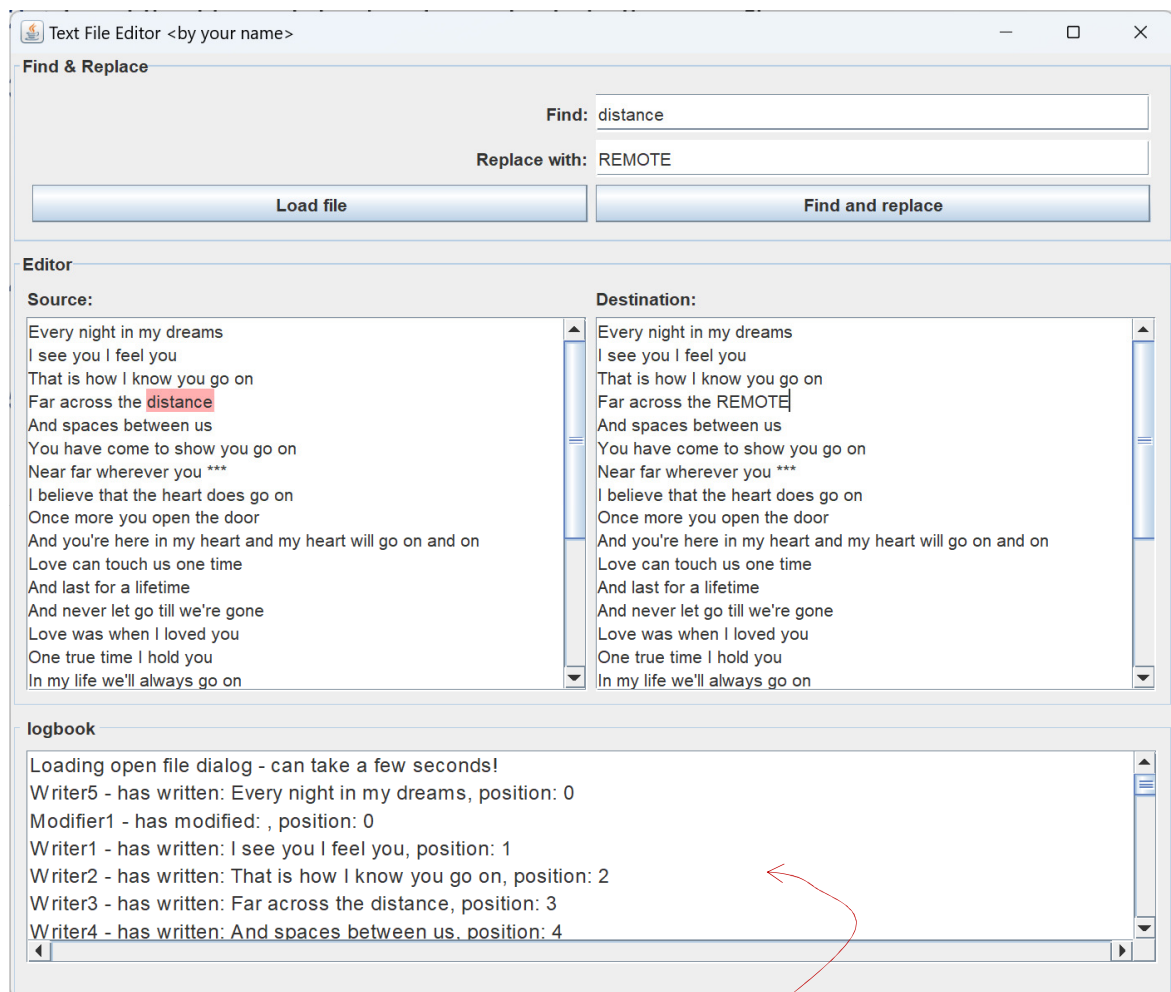 Text File Editor <by your name>
Find & Replace
Find: distance
Replace with: REMOTE
Load file
Find and replace
Editor
Source:
Every night in my dreams
I see you I feel you
That is how I know you go on
Far across the distance
And spaces between us
You have come to show you go on
Near far wherever you ***
I believe that the heart does go on
Once more you open the door
And you're here in my heart and my heart will go on and on
Love can touch us one time
And last for a lifetime
And never let go till we're gone
Love was when I loved you
One true time I hold you
In my life we'll always go on
Destination:
Every night in my dreams
I see you I feel you
That is how I know you go on
Far across the REMOTE
And spaces between us
You have come to show you go on
Near far wherever you ***
I believe that the heart does go on
Once more you open the door
And you're here in my heart and my heart will go on and on
Love can touch us one time
And last for a lifetime
And never let go till we're gone
Love was when I loved you
One true time I hold you
In my life we'll always go on
logbook
Loading open file dialog - can take a few seconds!
Writer5 - has written: Every night in my dreams, position: 0
Modifier1 - has modified: , position: 0
Writer1 - has written: I see you I feel you, position: 1
Writer2 - has written: That is how I know you go on, position: 2
Writer3 - has written: Far across the distance, position: 3
Writer4 - has written: And spaces between us, position: 4